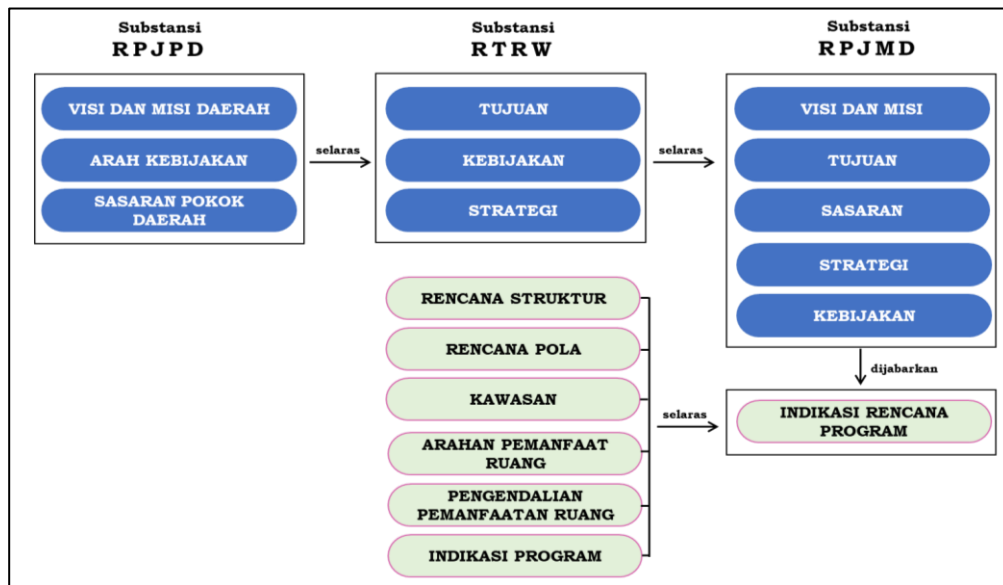 Substansi
RPJPD
VISI DAN MISI DAERAH
ARAH KEBIJAKAN
SASARAN POKOK
DAERAH
selaras
Substansi
RTRW
TUJUAN
KEBIJAKAN
STRATEGI
selaras
Substansi
RPJMD
VISI DAN MISI
TUJUAN
SASARAN
STRATEGI
KEBIJAKAN
dijabarkan
RENCANA STRUKTUR
RENCANA POLA
KAWASAN
ARAHAN PEMANFAAT
RUANG
PENGENDALIAN
PEMANFAATAN RUANG
INDIKASI PROGRAM
selaras
INDIKASI RENCANA
PROGRAM